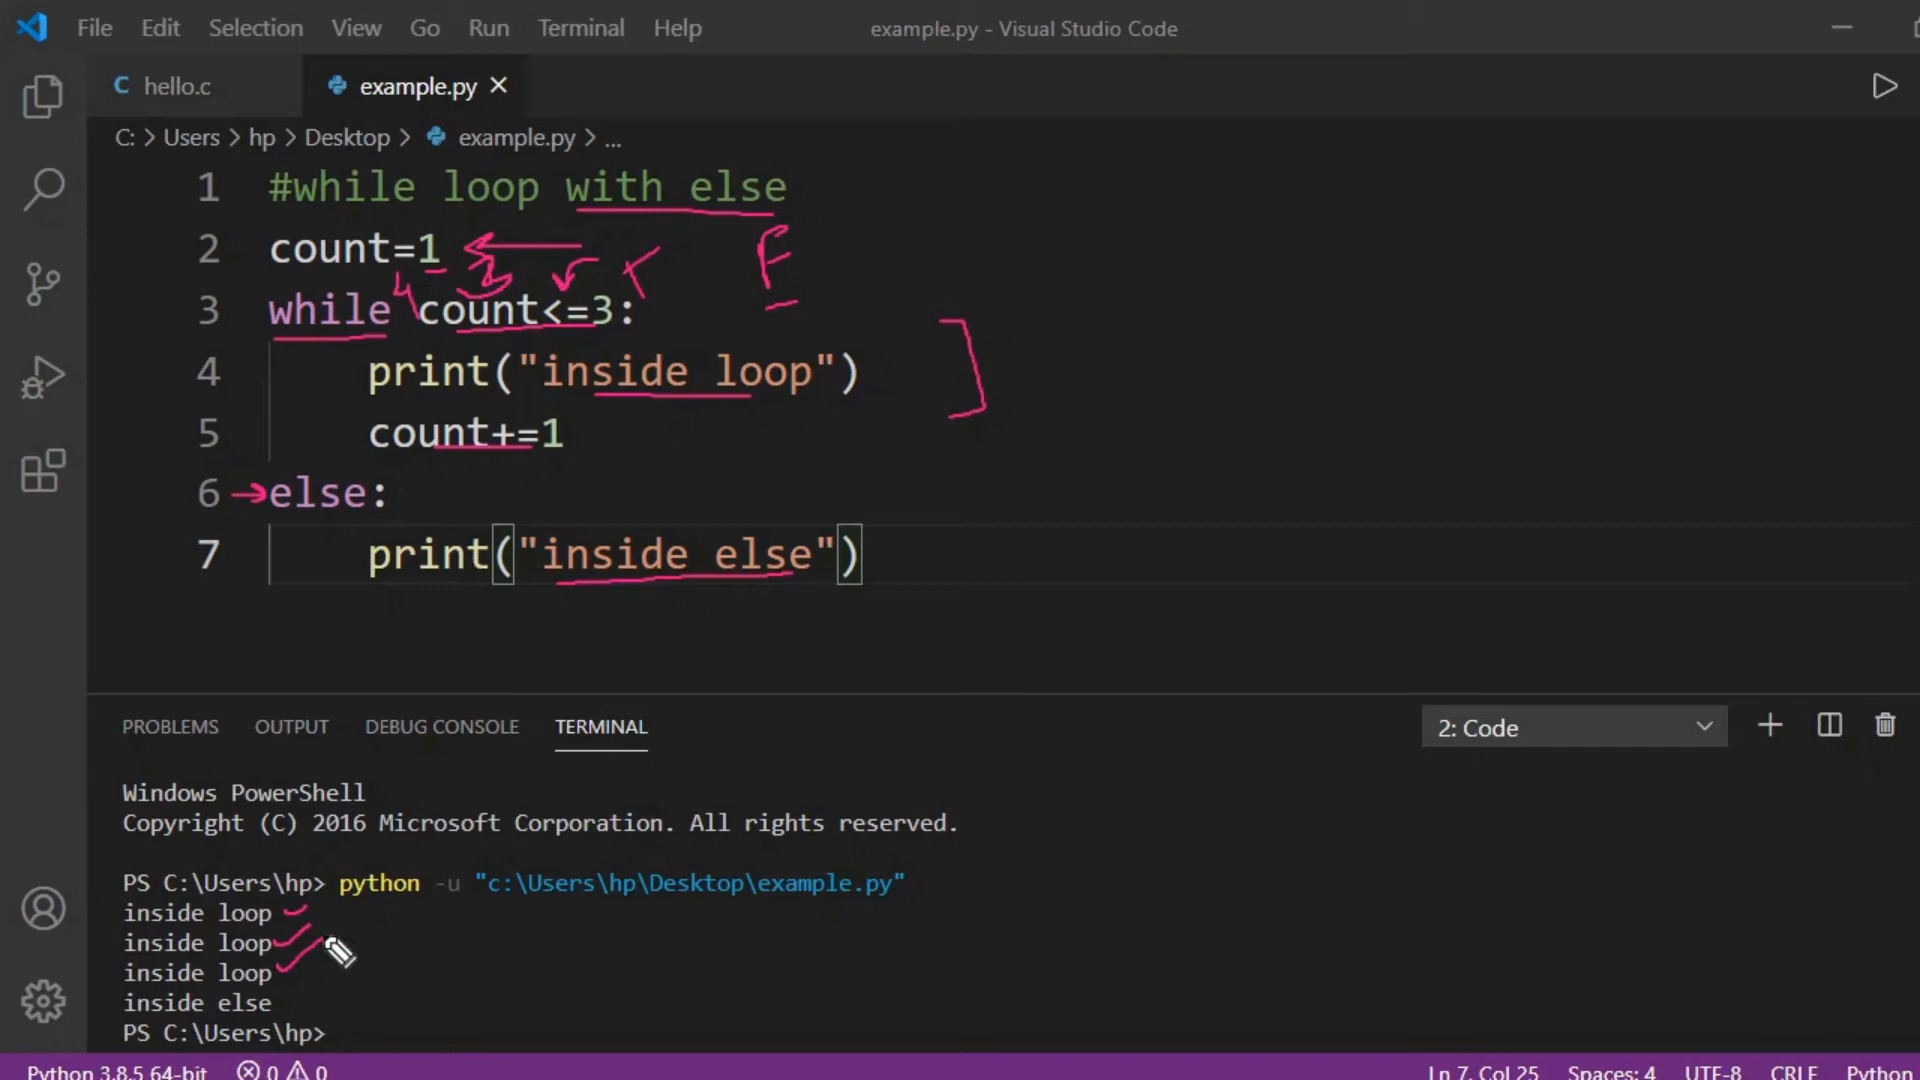 File Edit Selection View Go Run Terminal Help example.py - Visual Studio Code
C hello.c example.py ×
C: > Users > hp > Desktop > example.py > ...
1 #while loop with else
2 count=1
3 while count<=3:
4 print("inside loop")
5 count+=1
6 else:
7 print("inside else")
4 3 F
PROBLEMS OUTPUT DEBUG CONSOLE TERMINAL 2: Code
Windows PowerShell
Copyright (C) 2016 Microsoft Corporation. All rights reserved.
PS C:\Users\hp> python -u "c:\Users\hp\Desktop\example.py"
inside loop
inside loop
inside loop
inside else
PS C:\Users\hp>
Python 3.8.5 64-bit 0 0 Ln 7, Col 25 Spaces: 4 UTF-8 CRLF Python